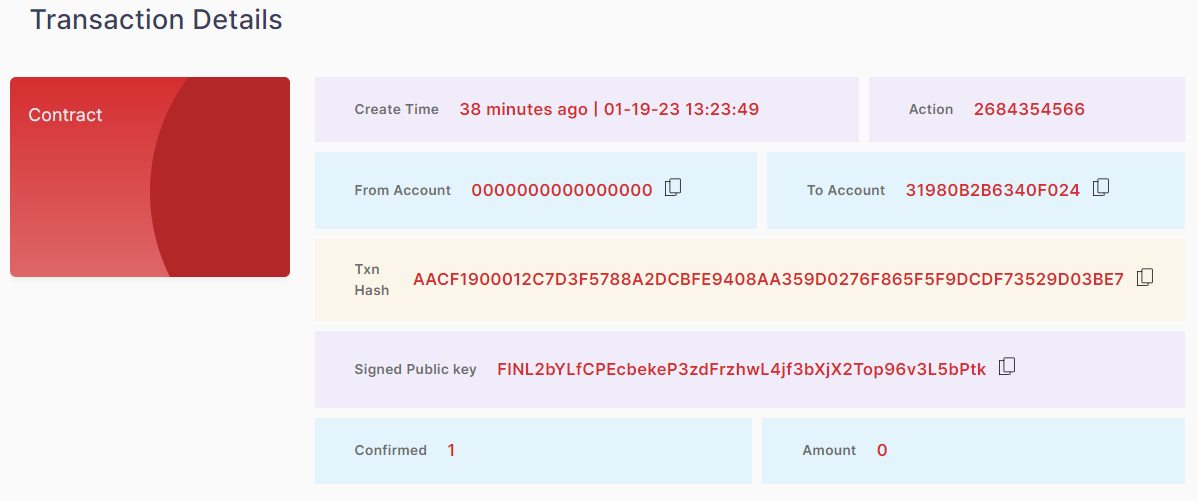 Transaction Details
Contract
Create Time 38 minutes ago | 01-19-23 13:23:49
Action 2684354566
From Account 0000000000000000
To Account 31980B2B6340F024
Txn
Hash
AACF1900012C7D3F5788A2DCBFE9408AA359D0276F865F5F9DCDF73529D03BE7
Signed Public key FINL2bYLfCPEcbekeP3zdFrzhwL4jf3bXjX2Top96v3L5bPtk
Confirmed 1
Amount 0